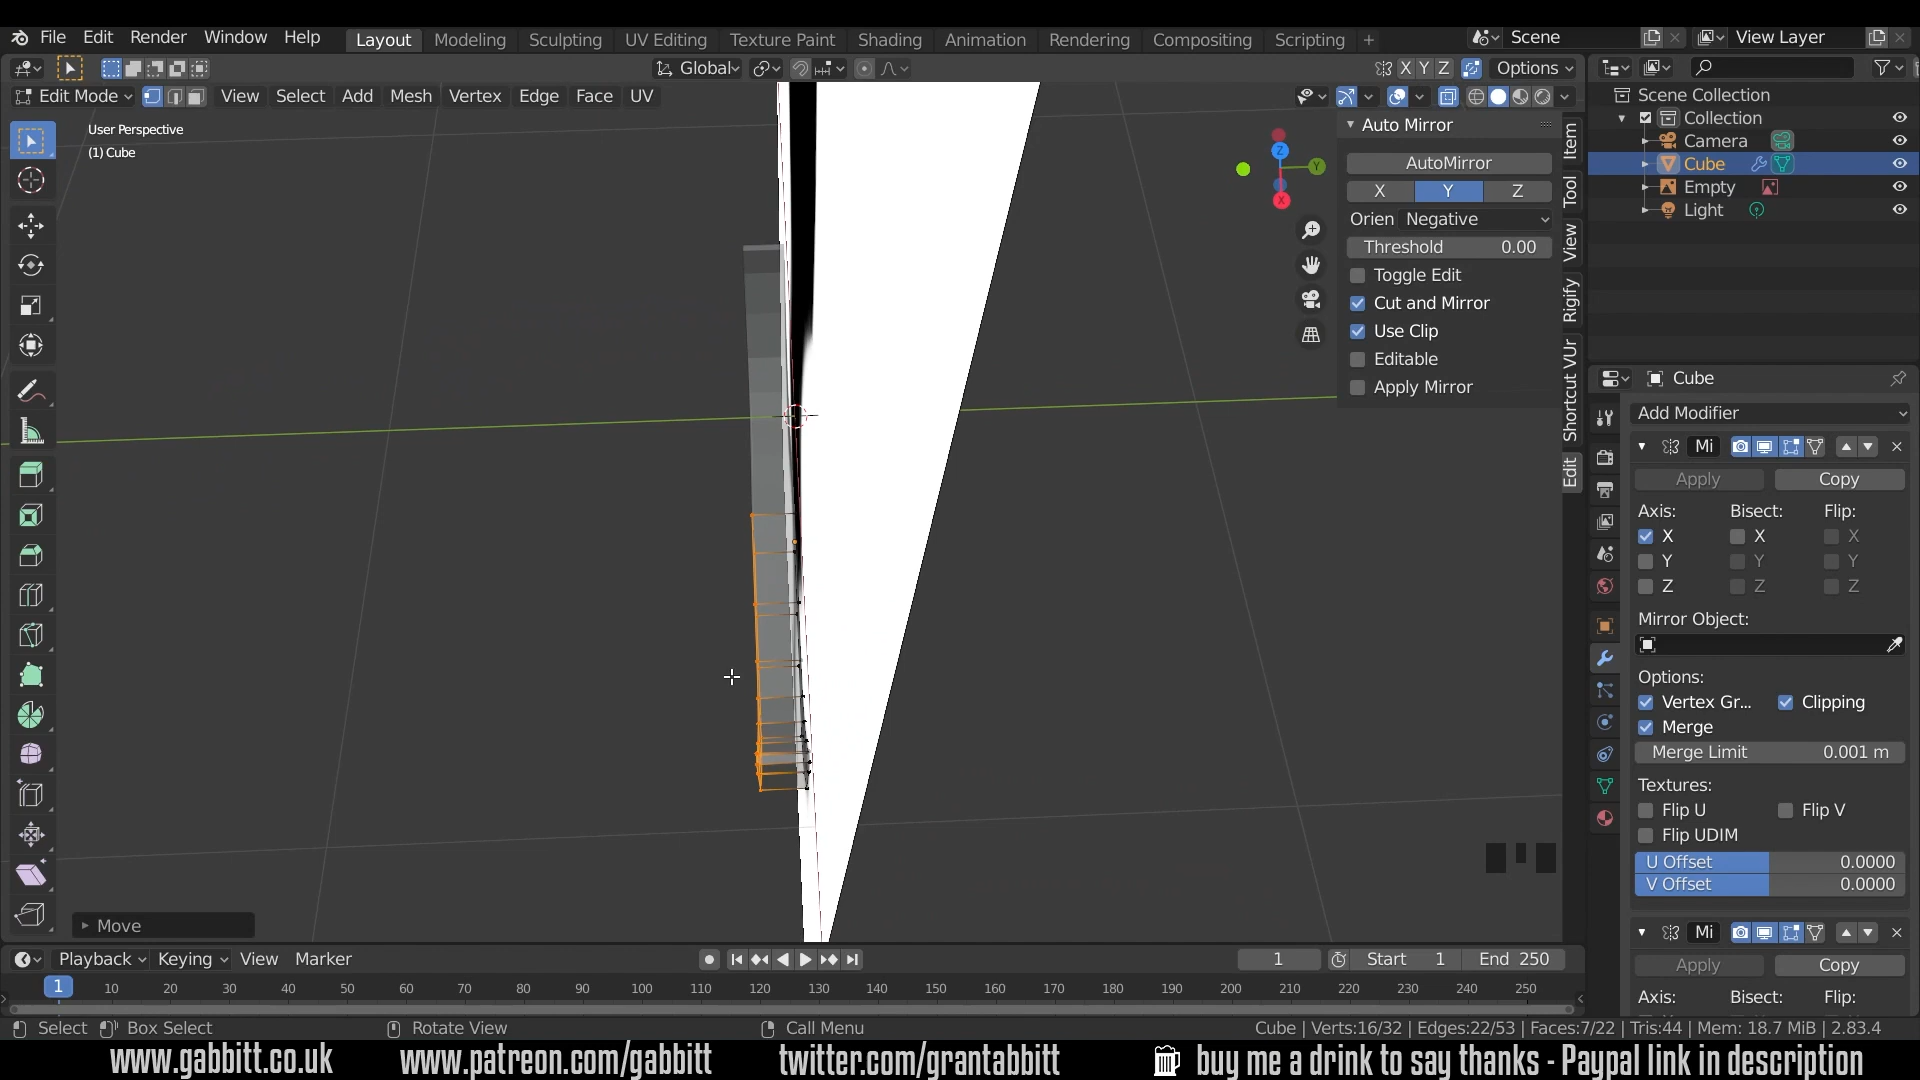 File Edit Render Window Help Layout Modeling Sculpting UV Editing Texture Paint Shading Animation Rendering Compositing Scripting + Scene View Layer
Global X Y Z Options
Edit Mode View Select Add Mesh Vertex Edge Face UV
User Perspective
(1) Cube
Z
Y
X
Auto Mirror
AutoMirror
X Y Z
Orien Negative
Threshold 0.00
Toggle Edit
Cut and Mirror
Use Clip
Editable
Apply Mirror
Item
Tool
View
Rigify
Shortcut VUr
Edit
Scene Collection
Collection
Camera
Cube
Empty
Light
Cube
Add Modifier
Mi
Apply Copy
Axis: Bisect: Flip:
X X X
Y Y Y
Z Z Z
Mirror Object:
Options:
Vertex Gr... Clipping
Merge
Merge Limit 0.001 m
Textures:
Flip U Flip V
Flip UDIM
U Offset 0.0000
V Offset 0.0000
Mi
Apply Copy
Axis: Bisect: Flip:
Move
Playback Keying View Marker 1 Start 1 End 250
1 10 20 30 40 50 60 70 80 90 100 110 120 130 140 150 160 170 180 190 200 210 220 230 240 250
Select Box Select Rotate View Call Menu Cube | Verts:16/32 | Edges:22/53 | Faces:7/22 | Tris:44 | Mem: 18.7 MiB | 2.83.4
www.gabbitt.co.uk www.patreon.com/gabbitt twitter.com/grantabbitt buy me a drink to say thanks - Paypal link in description